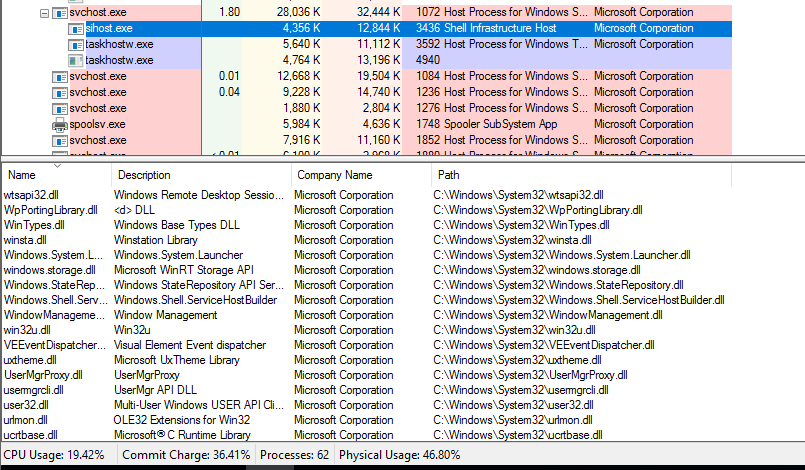 svchost.exe 1.80 28,036 K 32,444 K 1072 Host Process for Windows S... Microsoft Corporation
sihost.exe 4,356 K 12,844 K 3436 Shell Infrastructure Host
taskhostw.exe 5,640 K 11,112 K 3592 Host Process for Windows T... Microsoft Corporation
taskhostw.exe 4,764 K 13,196 K 4940
svchost.exe 0.01 12,668 K 19,504 K 1084 Host Process for Windows S... Microsoft Corporation
svchost.exe 0.04 9,228 K 14,740 K 1236 Host Process for Windows S... Microsoft Corporation
svchost.exe 1,880 K 2,804 K 1276 Host Process for Windows S... Microsoft Corporation
spoolsv.exe 5,984 K 4,636 K 1748 Spooler SubSystem App Microsoft Corporation
svchost.exe 7,916 K 11,160 K 1852 Host Process for Windows S... Microsoft Corporation
Name Description Company Name Path
wtsapi32.dll Windows Remote Desktop Sessio... Microsoft Corporation C:\Windows\System32\wtsapi32.dll
WpPortingLibrary.dll <d> DLL Microsoft Corporation C:\Windows\System32\WpPortingLibrary.dll
WinTypes.dll Windows Base Types DLL Microsoft Corporation C:\Windows\System32\WinTypes.dll
winsta.dll Winstation Library Microsoft Corporation C:\Windows\System32\winsta.dll
Windows.System.L... Windows.System.Launcher Microsoft Corporation C:\Windows\System32\Windows.System.Launcher.dll
windows.storage.dll Microsoft WinRT Storage API Microsoft Corporation C:\Windows\System32\windows.storage.dll
Windows.StateRep... Windows StateRepository API Ser... Microsoft Corporation C:\Windows\System32\Windows.StateRepository.dll
Windows.Shell.Serv... Windows.Shell.ServiceHostBuilder Microsoft Corporation C:\Windows\System32\Windows.Shell.ServiceHostBuilder.dll
WindowManageme... Window Management Microsoft Corporation C:\Windows\System32\WindowManagement.dll
win32u.dll Win32u Microsoft Corporation C:\Windows\System32\win32u.dll
VEEventDispatcher... Visual Element Event dispatcher Microsoft Corporation C:\Windows\System32\VEEventDispatcher.dll
uxtheme.dll Microsoft UxTheme Library Microsoft Corporation C:\Windows\System32\uxtheme.dll
UserMgrProxy.dll UserMgrProxy Microsoft Corporation C:\Windows\System32\UserMgrProxy.dll
usermgrcli.dll UserMgr API DLL Microsoft Corporation C:\Windows\System32\usermgrcli.dll
user32.dll Multi-User Windows USER API Cli... Microsoft Corporation C:\Windows\System32\user32.dll
urlmon.dll OLE32 Extensions for Win32 Microsoft Corporation C:\Windows\System32\urlmon.dll
ucrtbase.dll Microsoft® C Runtime Library Microsoft Corporation C:\Windows\System32\ucrtbase.dll
CPU Usage: 19.42% Commit Charge: 36.41% Processes: 62 Physical Usage: 46.80%